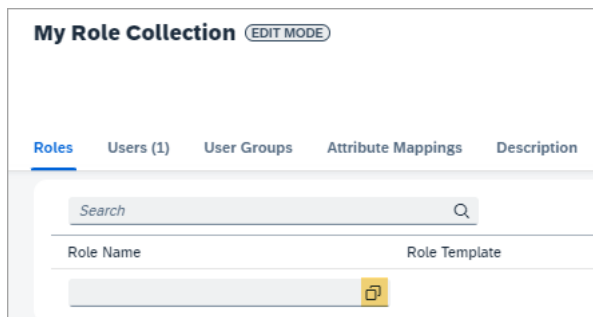 My Role Collection EDIT MODE
Roles Users (1) User Groups Attribute Mappings Description
Search
Role Name Role Template